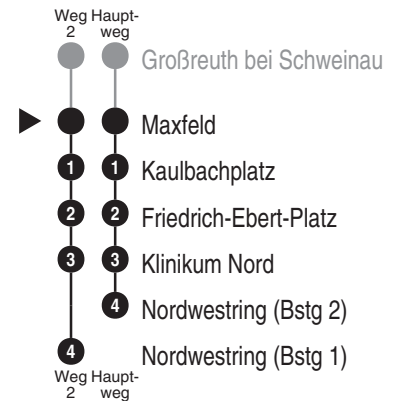 Weg Haupt-
2 weg
Großreuth bei Schweinau
Maxfeld
1 1 Kaulbachplatz
2 2 Friedrich-Ebert-Platz
3 3 Klinikum Nord
4 Nordwestring (Bstg 2)
4 Nordwestring (Bstg 1)
Weg Haupt-
2 weg